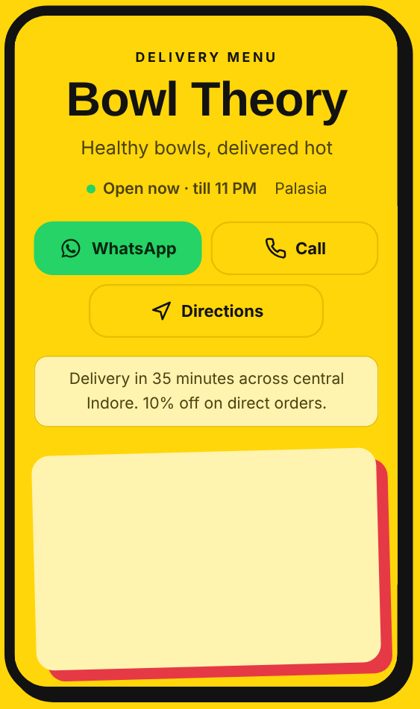 DELIVERY MENU
Bowl Theory
Healthy bowls, delivered hot
Open now · till 11 PM Palasia
WhatsApp Call
Directions
Delivery in 35 minutes across central
Indore. 10% off on direct orders.